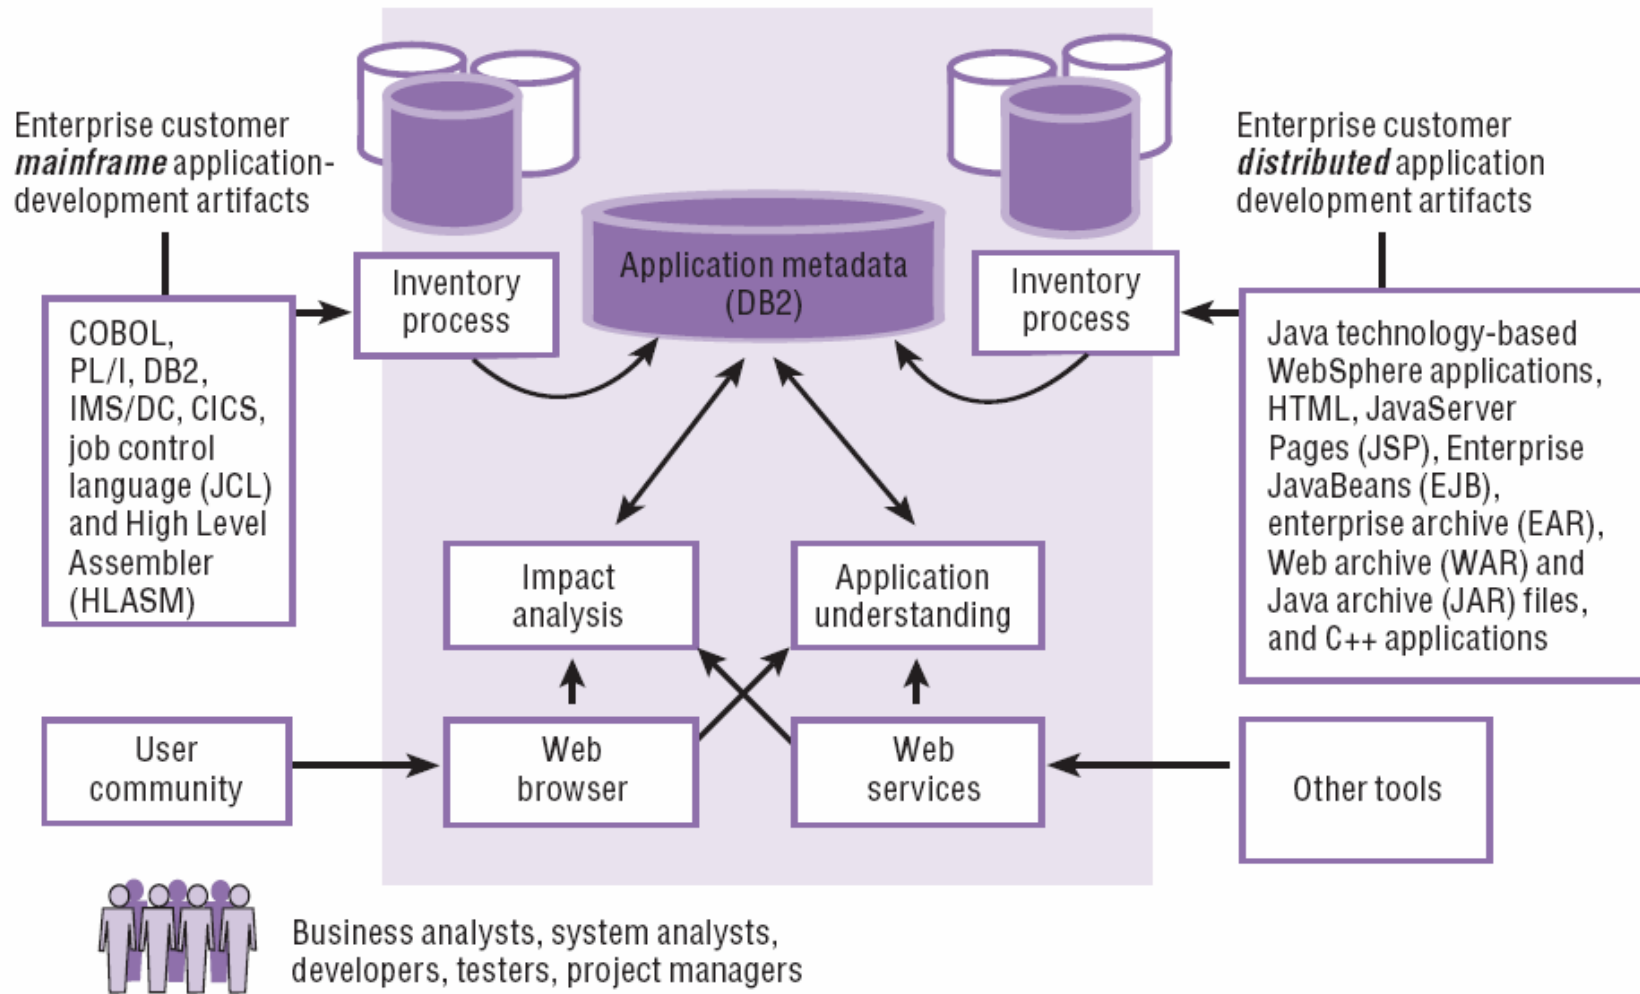 Enterprise customer
mainframe application-
development artifacts
Enterprise customer
distributed application
development artifacts
Application metadata
(DB2)
Inventory
process
Inventory
process
COBOL,
PL/I, DB2,
IMS/DC, CICS,
job control
language (JCL)
and High Level
Assembler
(HLASM)
Java technology-based
WebSphere applications,
HTML, JavaServer
Pages (JSP), Enterprise
JavaBeans (EJB),
enterprise archive (EAR),
Web archive (WAR) and
Java archive (JAR) files,
and C++ applications
Impact
analysis
Application
understanding
User
community
Web
browser
Web
services
Other tools
Business analysts, system analysts,
developers, testers, project managers